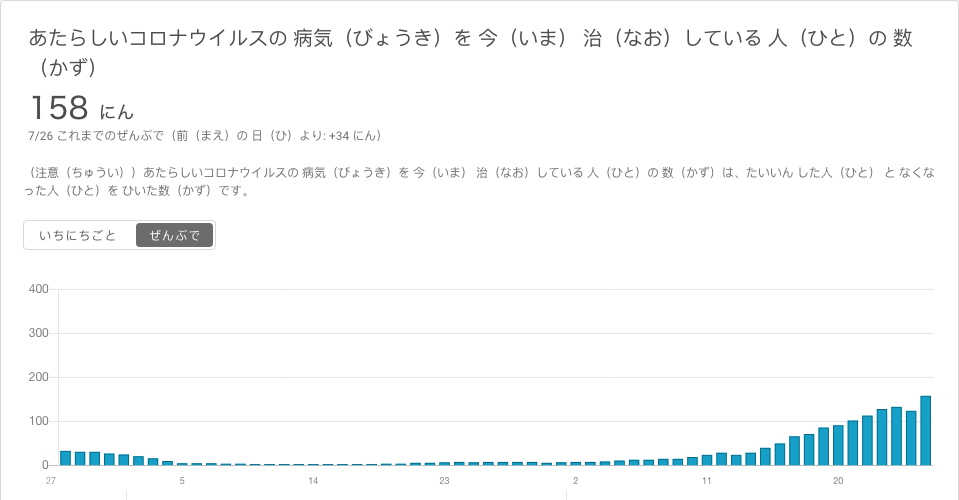 あたらしいコロナウイルスの 病気（びょうき）を 今（いま） 治（なお）している 人（ひと）の 数
（かず）
158 にん
7/26 これまでのぜんぶで（前（まえ）の 日（ひ）より: +34 にん）
（注意（ちゅうい））あたらしいコロナウイルスの 病気（びょうき）を 今（いま） 治（なお）している 人（ひと）の 数（かず）は、たいいん した人（ひと） と なくな
った人（ひと）を ひいた数（かず）です。
いちにちごと ぜんぶで
400
300
200
100
0
27 5 14 23 2 11 20